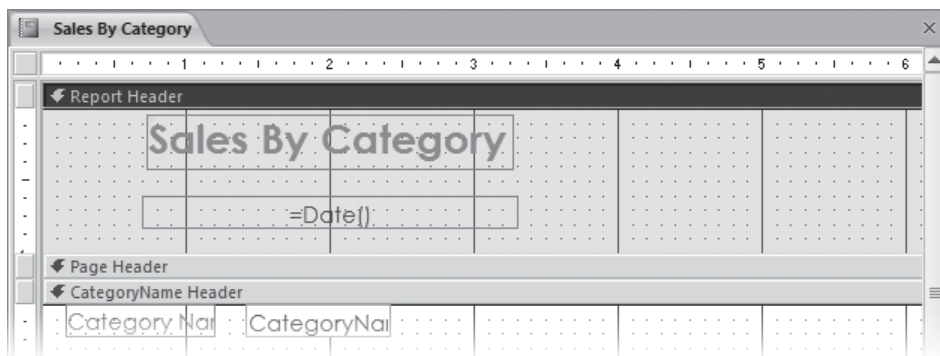 Sales By Category
1 2 3 4 5 6
Report Header
Sales By Category
=Date()
Page Header
CategoryName Header
Category Nar CategoryNai